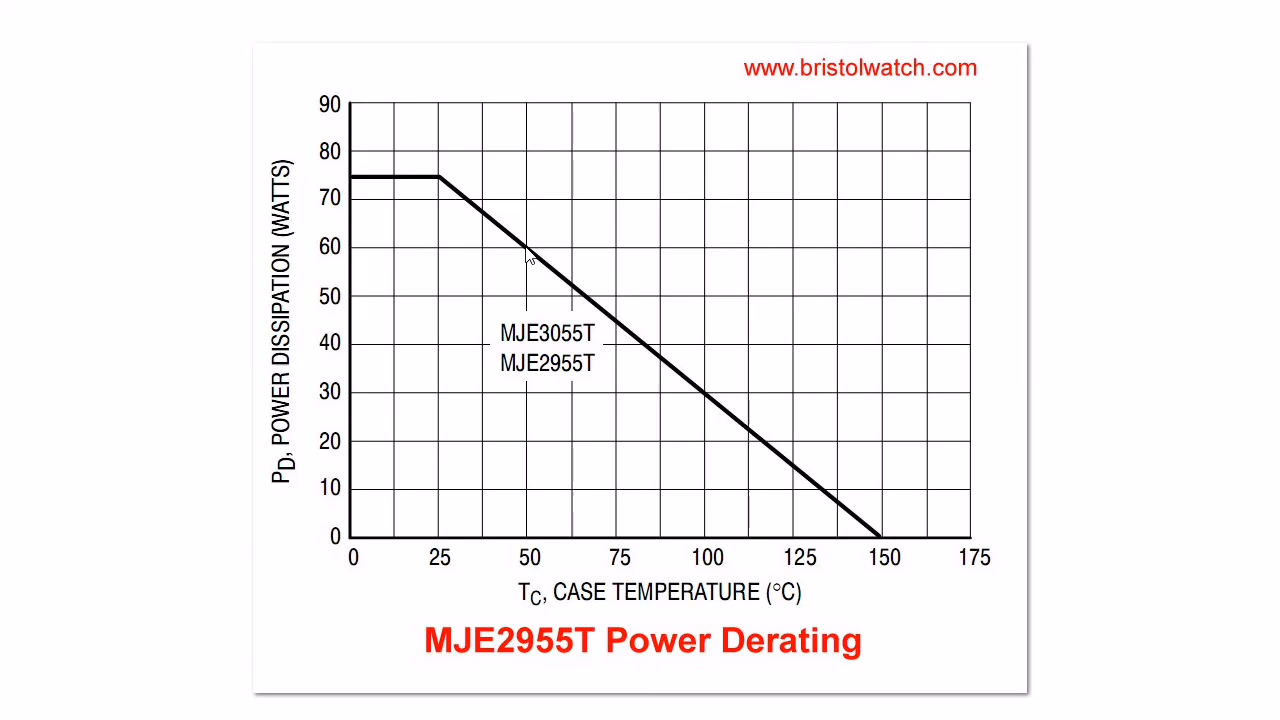 www.bristolwatch.com
90
80
70
60
50
40
30
20
10
0
PD, POWER DISSIPATION (WATTS)
MJE3055T
MJE2955T
0 25 50 75 100 125 150 175
TC, CASE TEMPERATURE (°C)
MJE2955T Power Derating